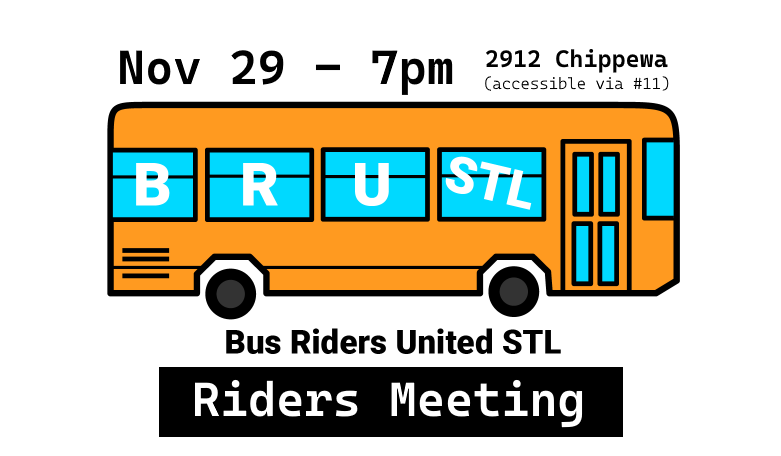 Nov 29 – 7pm
2912 Chippewa
(accessible via #11)
B R U STL
Bus Riders United STL
Riders Meeting